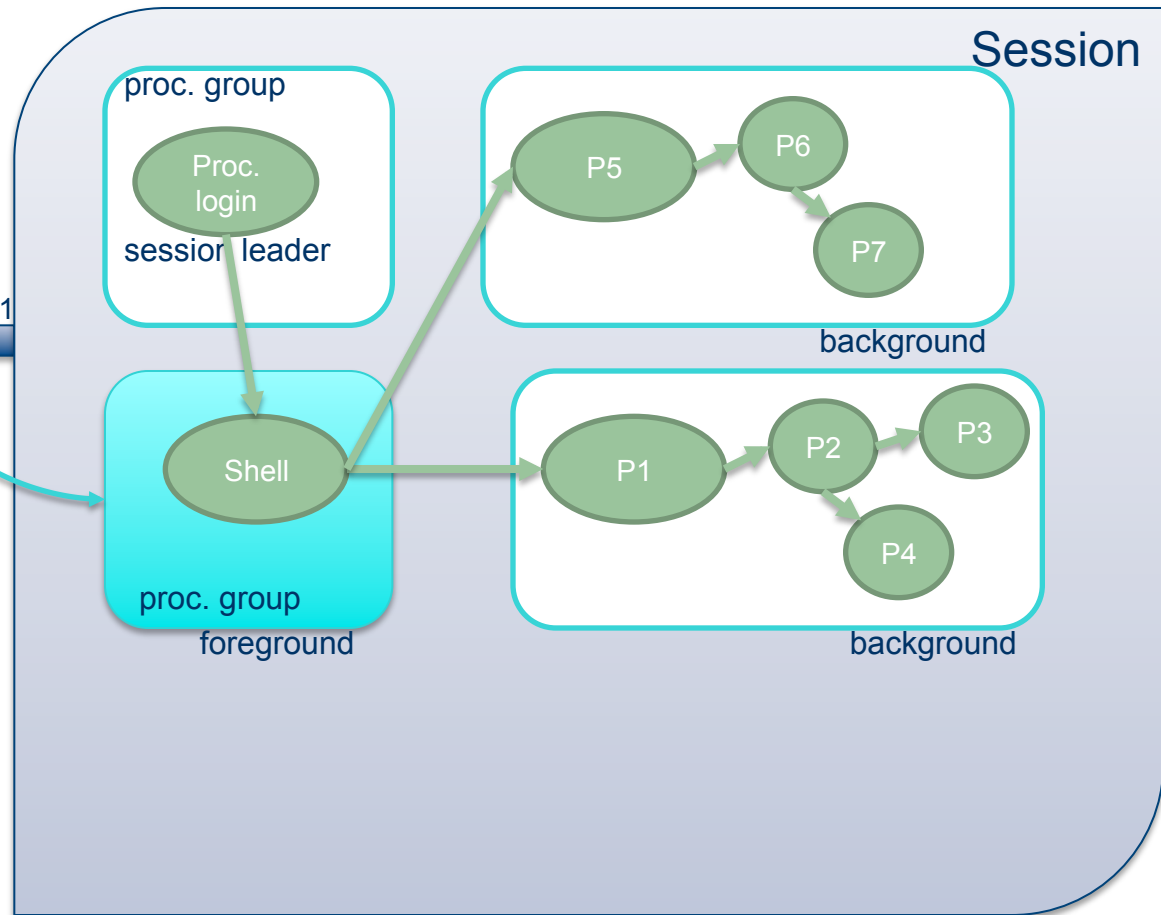 Session
proc. group
Proc.
login
session leader
P5
P6
P7
background
1
Shell
proc. group
foreground
P1
P2
P3
P4
background